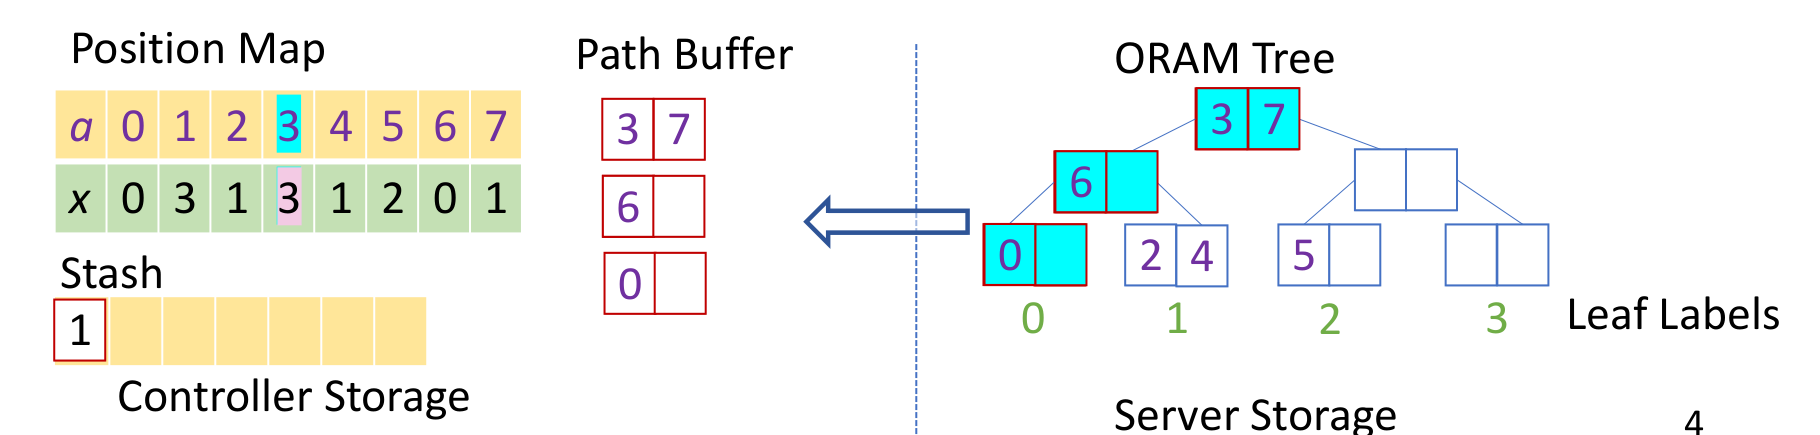 Position Map
a 0 1 2 3 4 5 6 7
x 0 3 1 3 1 2 0 1
Stash
1
Controller Storage
Path Buffer
3 7
6
0
ORAM Tree
3 7
6
0 2 4 5
0 1 2 3
Leaf Labels
Server Storage
4